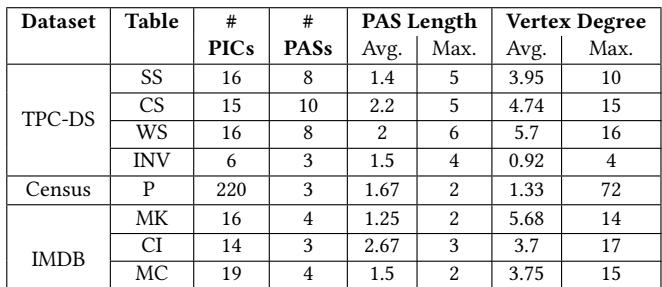 Dataset Table # # PAS Length Vertex Degree
PICs PASs Avg. Max. Avg. Max.
TPC-DS SS 16 8 1.4 5 3.95 10
CS 15 10 2.2 5 4.74 15
WS 16 8 2 6 5.7 16
INV 6 3 1.5 4 0.92 4
Census P 220 3 1.67 2 1.33 72
IMDB MK 16 4 1.25 2 5.68 14
CI 14 3 2.67 3 3.7 17
MC 19 4 1.5 2 3.75 15